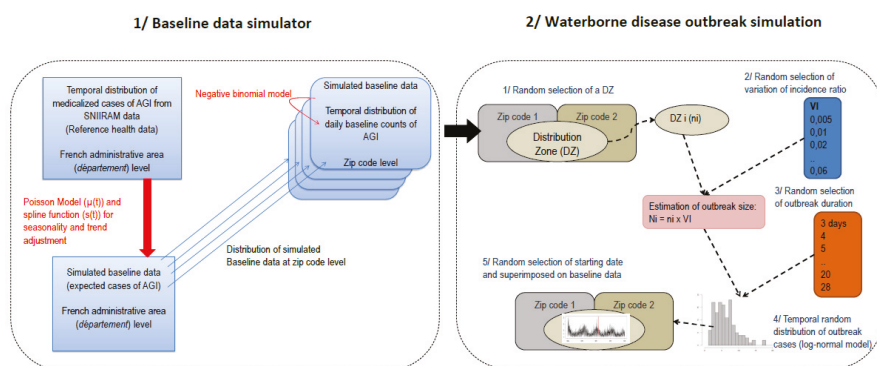 1/ Baseline data simulator
Temporal distribution of
medicalized cases of AGI from
SNIIRAM data
(Reference health data)
French administrative area
(département) level
Negative binomial model
Simulated baseline data
Temporal distribution of
daily baseline counts of
AGI
Zip code level
Poisson Model (μ(t)) and
spline function (s(t)) for
seasonality and trend
adjustment
Distribution of simulated
Baseline data at zip code level
Simulated baseline data
(expected cases of AGI)
French administrative area
(département) level
2/ Waterborne disease outbreak simulation
1/ Random selection of a DZ
Zip code 1
Zip code 2
Distribution
Zone (DZ)
DZ i (ni)
2/ Random selection of
variation of incidence ratio
VI
0,005
0,01
0,02
..
0,06
Estimation of outbreak size:
Ni = ni x VI
3/ Random selection
of outbreak duration
3 days
4
5
..
20
28
4/ Temporal random
distribution of outbreak
cases (log-normal model)
5/ Random selection of starting date
and superimposed on baseline data
Zip code 1
Zip code 2